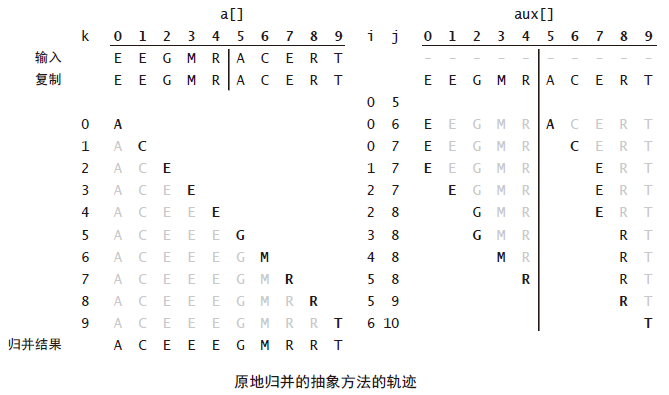 a[] aux[]
k 0 1 2 3 4 5 6 7 8 9 i j 0 1 2 3 4 5 6 7 8 9
输入 E E G M R A C E R T - - - - - - - - - -
复制 E E G M R A C E R T E E G M R A C E R T
0 5
0 A 0 6 E E G M R A C E R T
1 A C 0 7 E E G M R C E R T
2 A C E 1 7 E E G M R E R T
3 A C E E 2 7 E G M R E R T
4 A C E E E 2 8 G M R E R T
5 A C E E E G 3 8 G M R R T
6 A C E E E G M 4 8 M R R T
7 A C E E E G M R 5 8 R R T
8 A C E E E G M R R 5 9 R T
9 A C E E E G M R R T 6 10 T
归并结果 A C E E E G M R R T
原地归并的抽象方法的轨迹